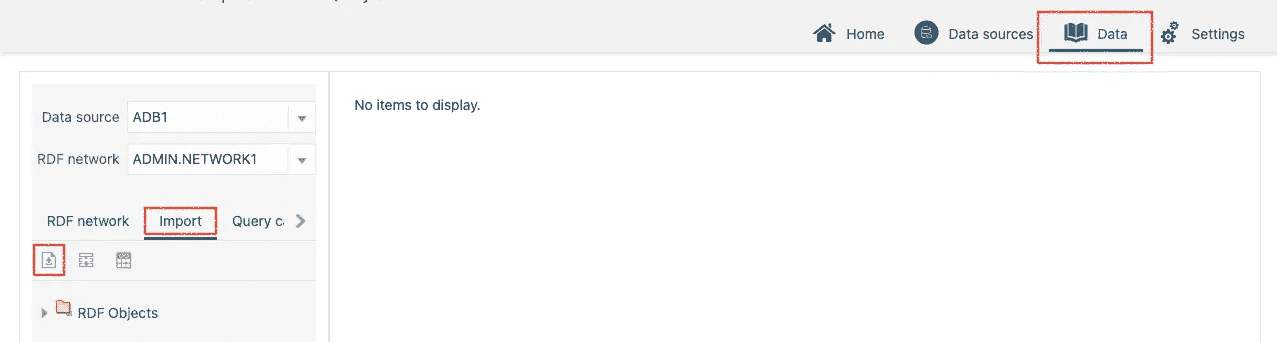 Home Data sources Data Settings
Data source ADB1
No items to display.
RDF network ADMIN.NETWORK1
RDF network Import Query ca
RDF Objects